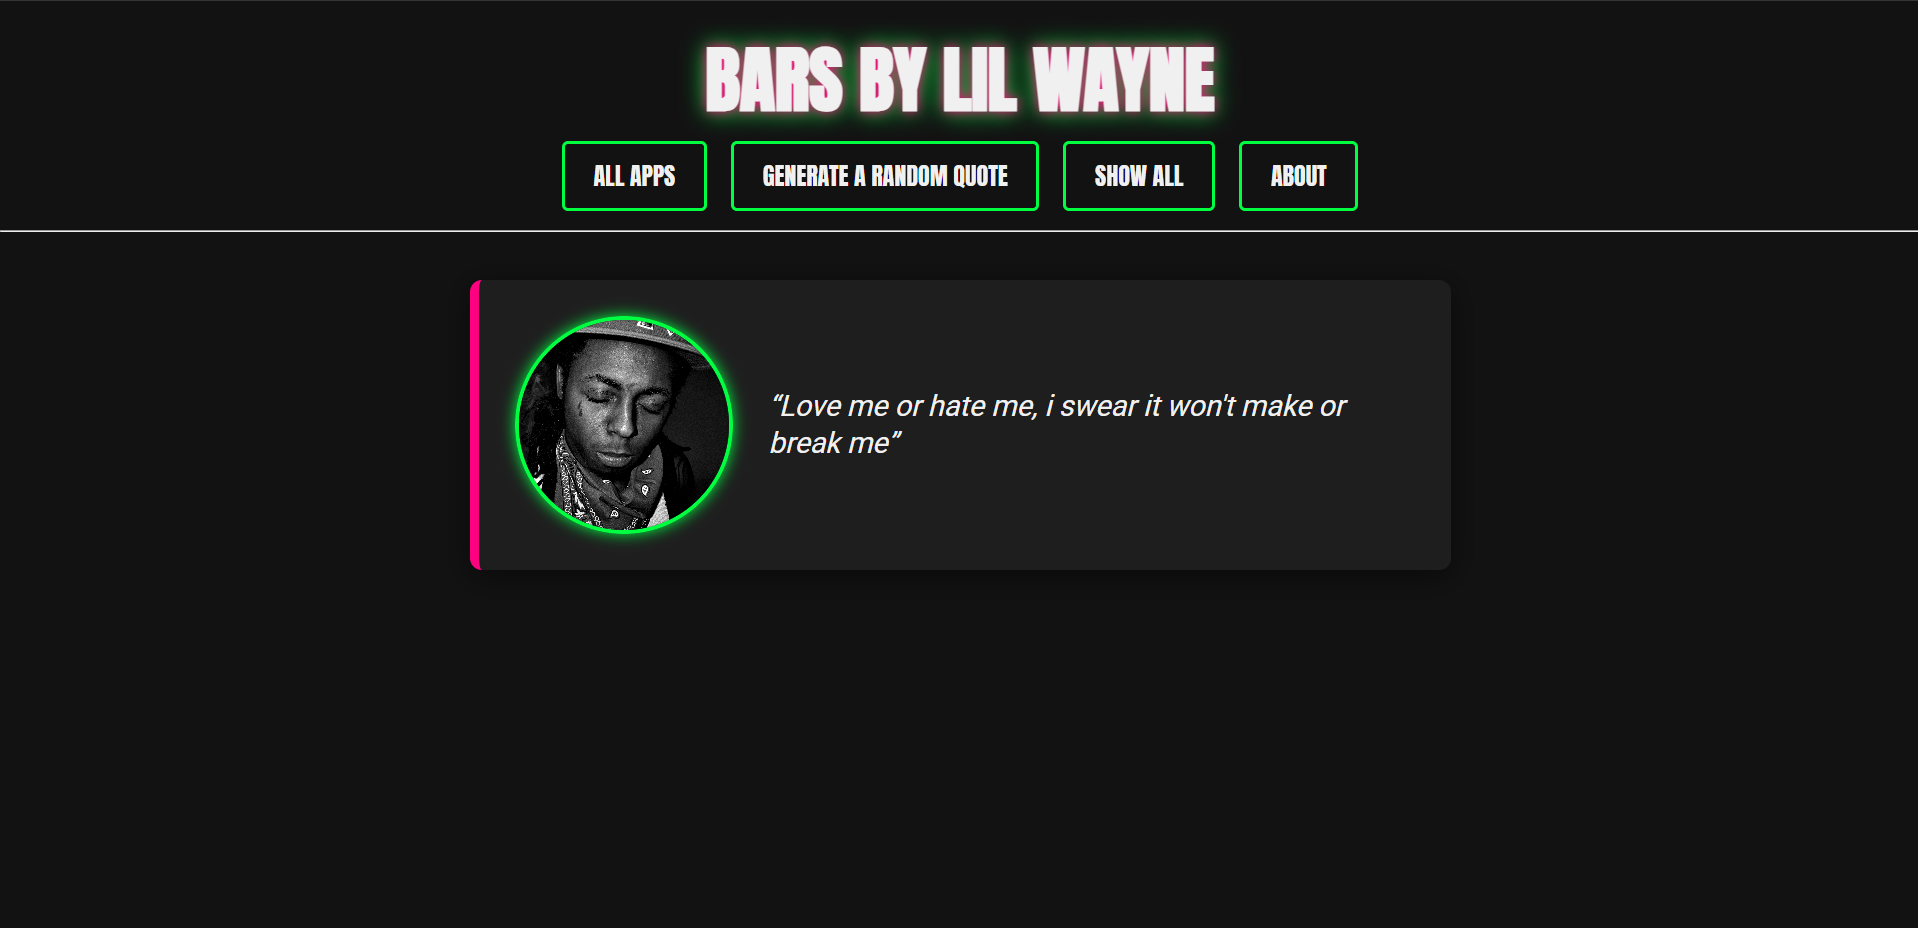 BARS BY LIL WAYNE
ALL APPS
GENERATE A RANDOM QUOTE
SHOW ALL
ABOUT
“Love me or hate me, i swear it won't make or
break me”